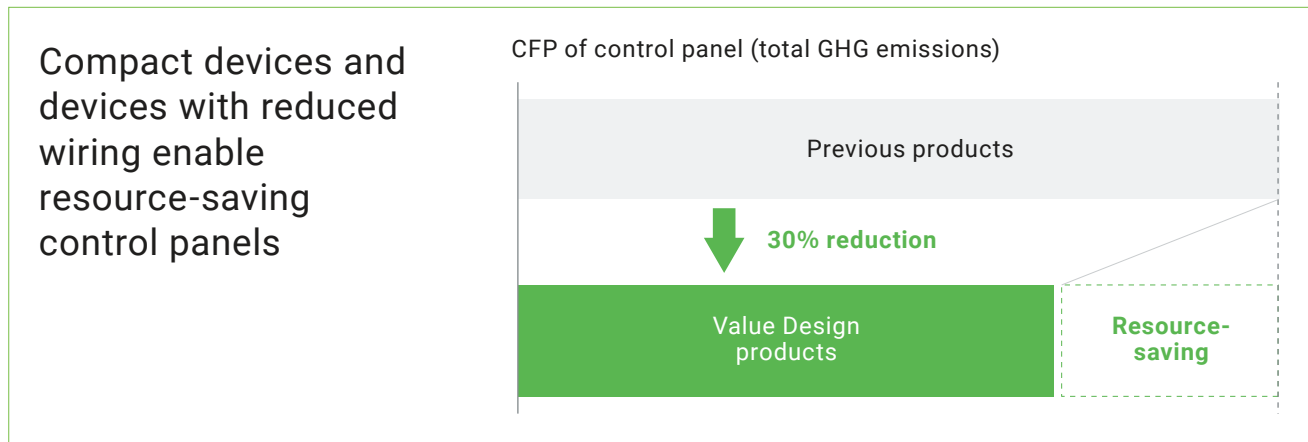 Compact devices and
devices with reduced
wiring enable
resource-saving
control panels
CFP of control panel (total GHG emissions)
Previous products
30% reduction
Value Design
products
Resource-
saving